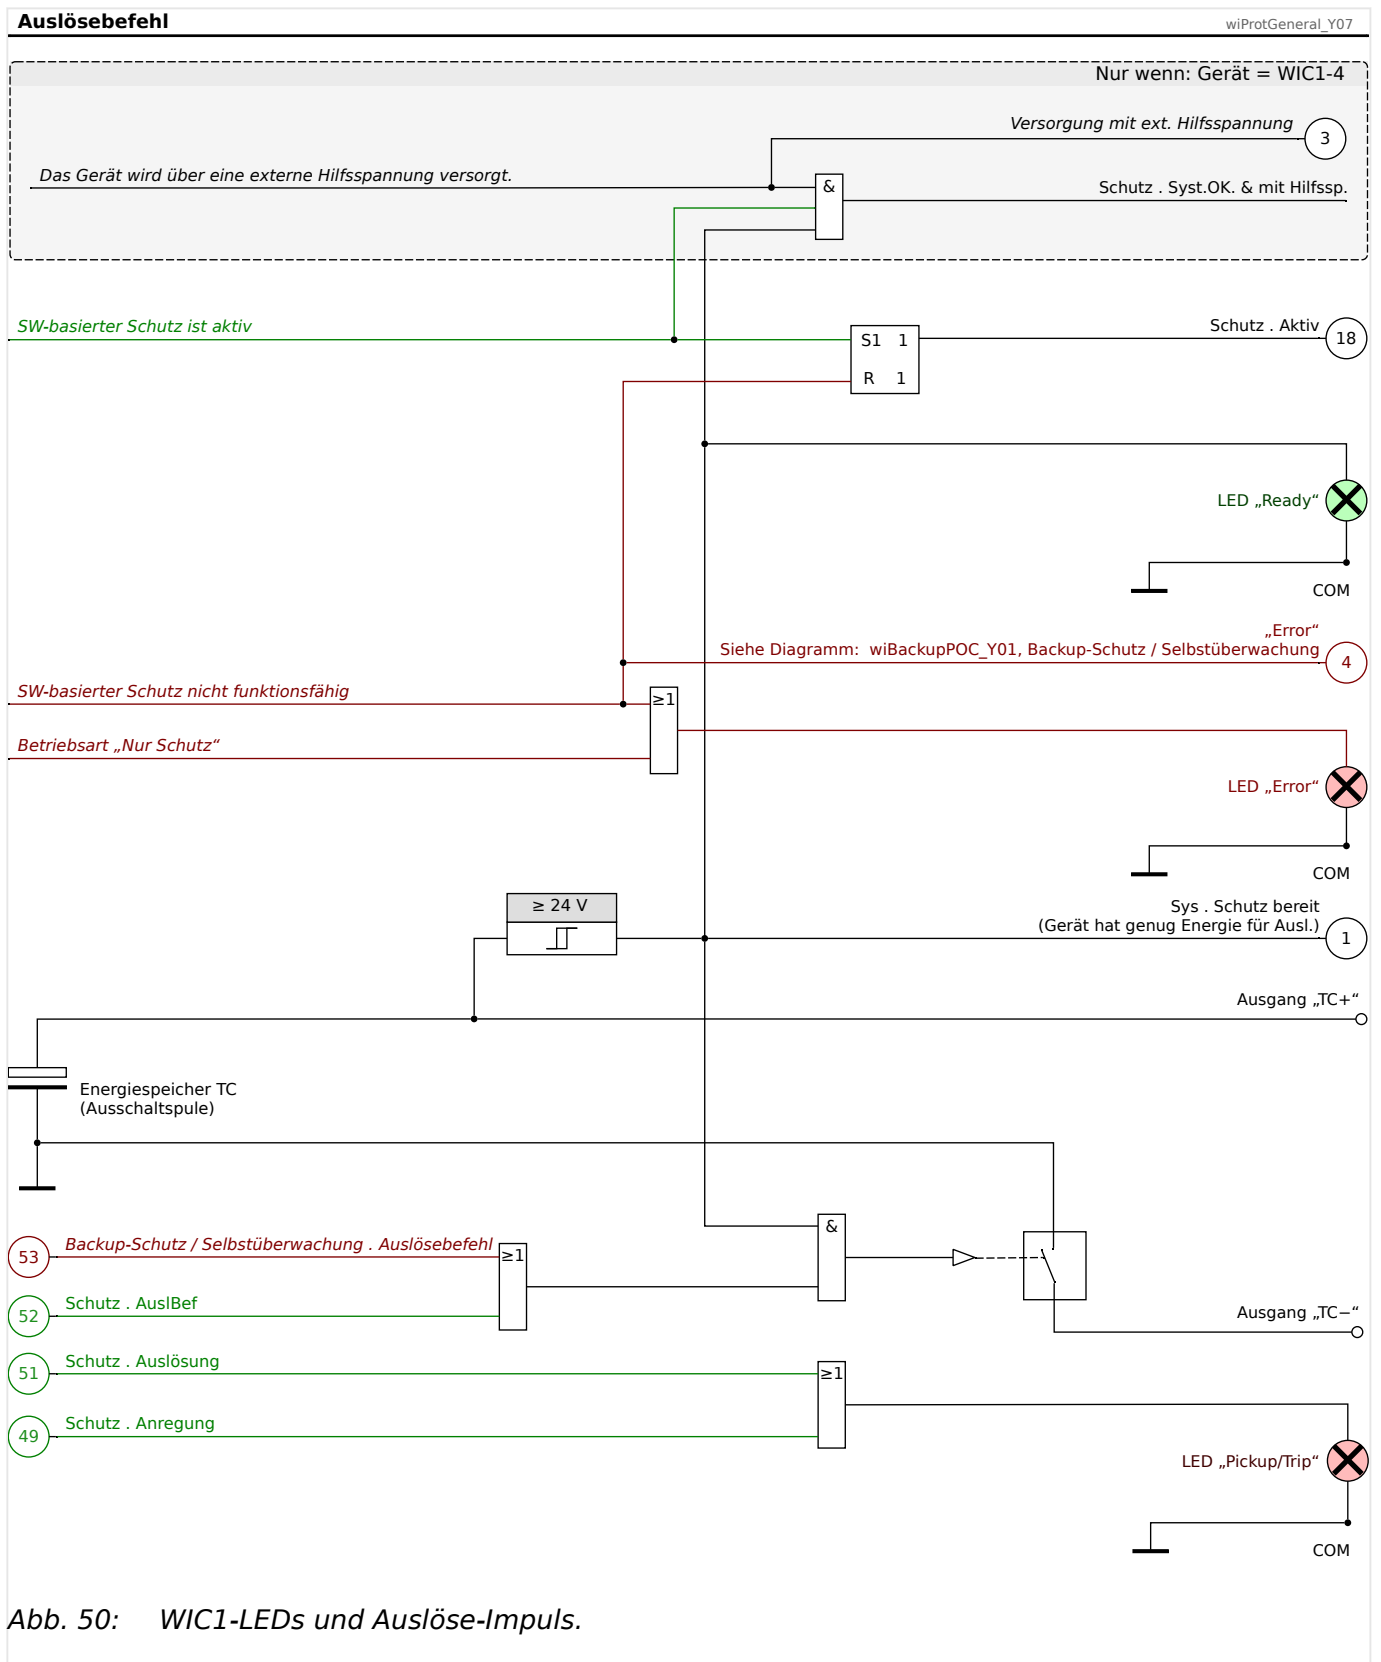 Auslösebefehl
wiProtGeneral_Y07
Nur wenn: Gerät = WIC1-4
Versorgung mit ext. Hilfsspannung
3
Das Gerät wird über eine externe Hilfsspannung versorgt.
&
Schutz . Syst.OK. & mit Hilfssp.
SW-basierter Schutz ist aktiv
S1 1
R 1
Schutz . Aktiv
18
LED „Ready“
COM
„Error“
Siehe Diagramm: wiBackupPOC_Y01, Backup-Schutz / Selbstüberwachung
4
SW-basierter Schutz nicht funktionsfähig
≥1
Betriebsart „Nur Schutz“
LED „Error“
COM
≥ 24 V
Sys . Schutz bereit
(Gerät hat genug Energie für Ausl.)
1
Ausgang „TC+“
Energiespeicher TC
(Ausschaltspule)
&
53
Backup-Schutz / Selbstüberwachung . Auslösebefehl
≥1
52
Schutz . AuslBef
Ausgang „TC−“
51
Schutz . Auslösung
≥1
49
Schutz . Anregung
LED „Pickup/Trip“
COM
Abb. 50: WIC1-LEDs und Auslöse-Impuls.